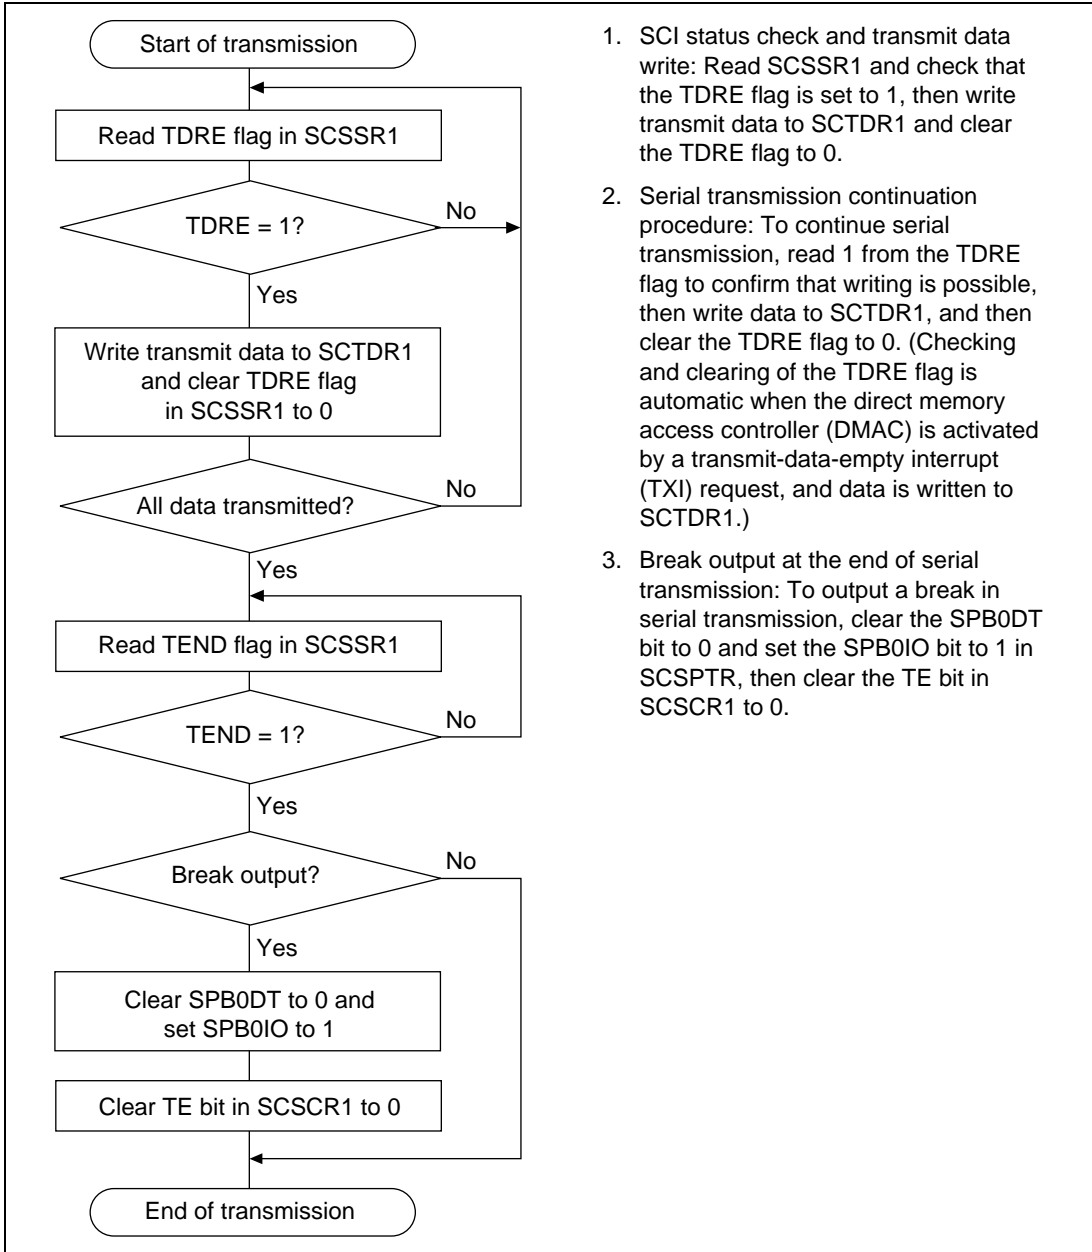 Start of transmission
Read TDRE flag in SCSSR1
TDRE = 1?
No
Yes
Write transmit data to SCTDR1
and clear TDRE flag
in SCSSR1 to 0
All data transmitted?
No
Yes
Read TEND flag in SCSSR1
TEND = 1?
No
Yes
Break output?
No
Yes
Clear SPB0DT to 0 and
set SPB0IO to 1
Clear TE bit in SCSCR1 to 0
End of transmission
1. SCI status check and transmit data
write: Read SCSSR1 and check that
the TDRE flag is set to 1, then write
transmit data to SCTDR1 and clear
the TDRE flag to 0.
2. Serial transmission continuation
procedure: To continue serial
transmission, read 1 from the TDRE
flag to confirm that writing is possible,
then write data to SCTDR1, and then
clear the TDRE flag to 0. (Checking
and clearing of the TDRE flag is
automatic when the direct memory
access controller (DMAC) is activated
by a transmit-data-empty interrupt
(TXI) request, and data is written to
SCTDR1.)
3. Break output at the end of serial
transmission: To output a break in
serial transmission, clear the SPB0DT
bit to 0 and set the SPB0IO bit to 1 in
SCSPTR, then clear the TE bit in
SCSCR1 to 0.